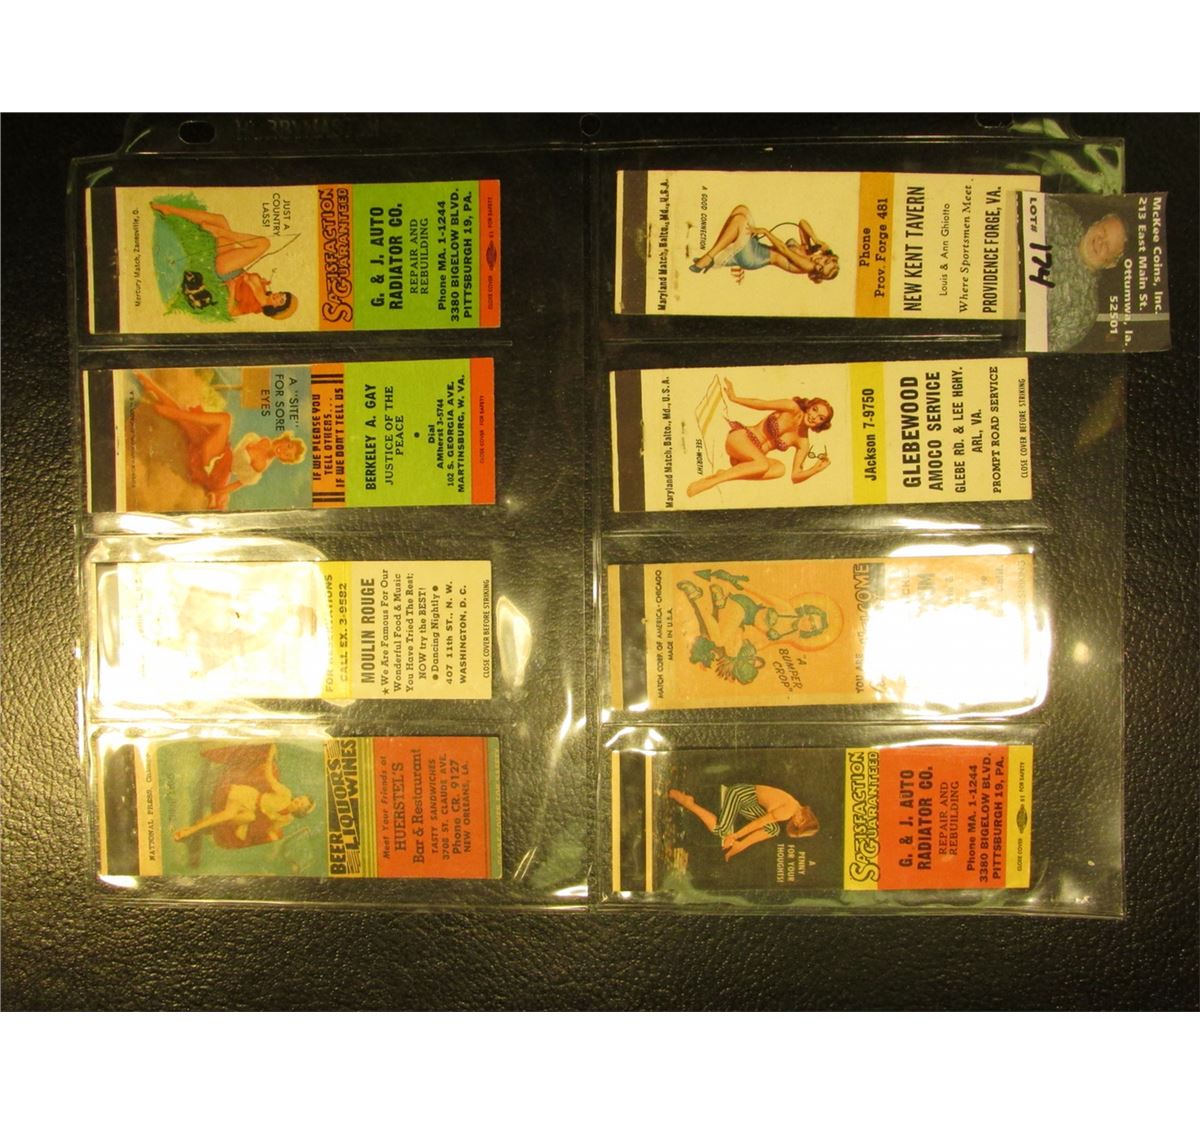 Mercury Match, Zanesville, O.
JUST A
COUNTRY
LASS!
SATISFACTION
GUARANTEED
G. & J. AUTO
RADIATOR CO.
REPAIR AND
REBUILDING
Phone MA. 1-1244
3380 BIGELOW BLVD.
PITTSBURGH 19, PA.
CLOSE COVER FOR SAFETY
Maryland Match, Balto., Md., U.S.A.
A GOOD CONNECTION
Phone
Prov. Forge 481
NEW KENT TAVERN
Louis & Ann Ghiotto
Where Sportsmen Meet
PROVIDENCE FORGE, VA.
LOT#
174
McKee Coins, Inc.
213 East Main St.
Ottumwa, Ia.
52501
A "SITE"
FOR SORE
EYES
IF WE PLEASE YOU
TELL OTHERS...
IF WE DON'T TELL US
BERKELEY A. GAY
JUSTICE OF THE
PEACE
Dial
AMherst 3-5764
102 S. GEORGIA AVE.
MARTINSBURG, W. VA.
CLOSE COVER FOR SAFETY
Maryland Match, Balto., Md., U.S.A.
SEE-WORTHY
JAckson 7-9750
GLEBEWOOD
AMOCO SERVICE
GLEBE RD. & LEE HGHY.
ARL, VA.
PROMPT ROAD SERVICE
CLOSE COVER BEFORE STRIKING
FOR RESERVATIONS
CALL EX. 3-9582
MOULIN ROUGE
★ We Are Famous For Our
Wonderful Food & Music
You Have Tried The Rest;
NOW try the BEST!
● Dancing Nightly ●
407 11th ST., N. W.
WASHINGTON, D. C.
CLOSE COVER BEFORE STRIKING
MATCH CORP. OF AMERICA - CHICAGO
MADE IN U.S.A.
"A
BUMPER
CROP"
YOU ARE
NATIONAL PRESS,
BEER
LIQUORS
WINES
Meet Your Friends at
HUERSTEL'S
Bar & Restaurant
TASTY SANDWICHES
3708 ST. CLAUDE AVE.
Phone CR. 9127
NEW ORLEANS, LA.
A
PENNY
FOR YOUR
THOUGHTS!
SATISFACTION
GUARANTEED
G. & J. AUTO
RADIATOR CO.
REPAIR AND
REBUILDING
Phone MA. 1-1244
3380 BIGELOW BLVD.
PITTSBURGH 19, PA.
CLOSE COVER FOR SAFETY